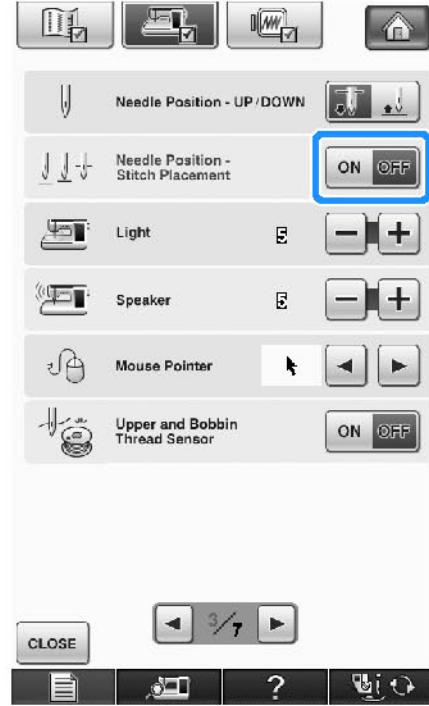 Needle Position - UP/DOWN
Needle Position -
Stitch Placement
ON OFF
Light
5
Speaker
5
Mouse Pointer
Upper and Bobbin
Thread Sensor
ON OFF
3/7
CLOSE
?